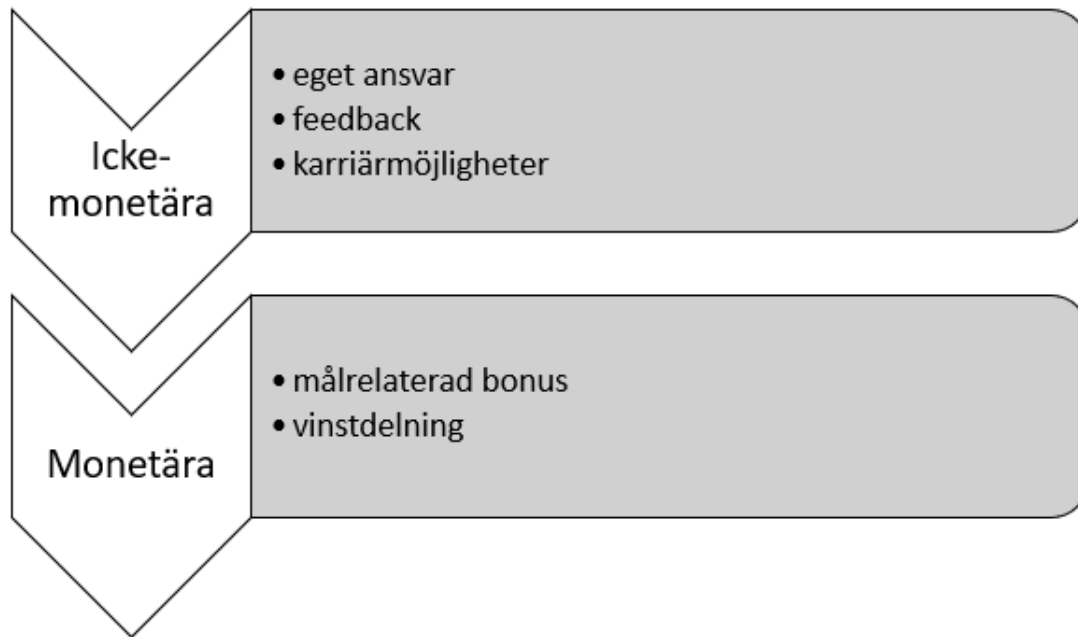 Icke-
monetära
• eget ansvar
• feedback
• karriärmöjligheter
Monetära
• målrelaterad bonus
• vinstdelning